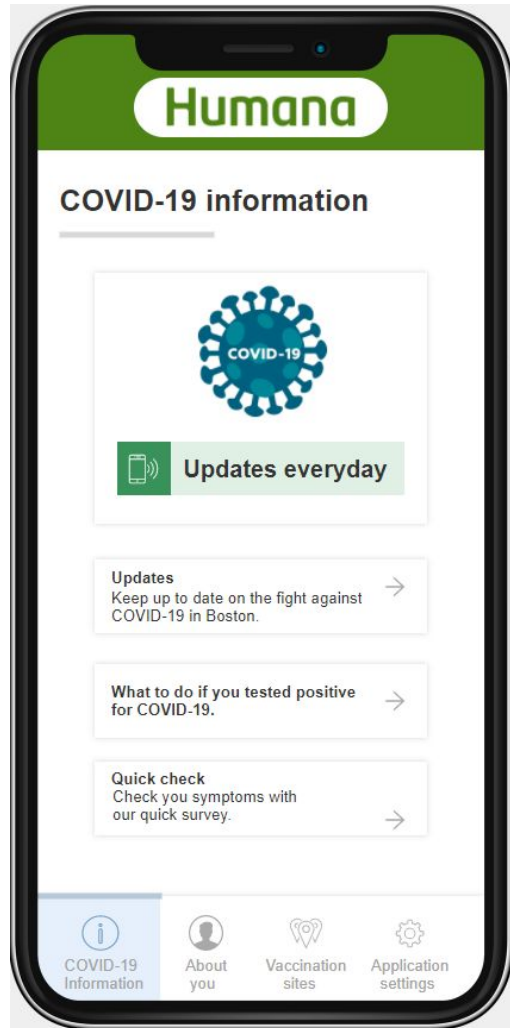 Humana
COVID-19 information
COVID-19
Updates everyday
Updates
Keep up to date on the fight against
COVID-19 in Boston.
What to do if you tested positive
for COVID-19.
Quick check
Check you symptoms with
our quick survey.
COVID-19
Information
About
you
Vaccination
sites
Application
settings